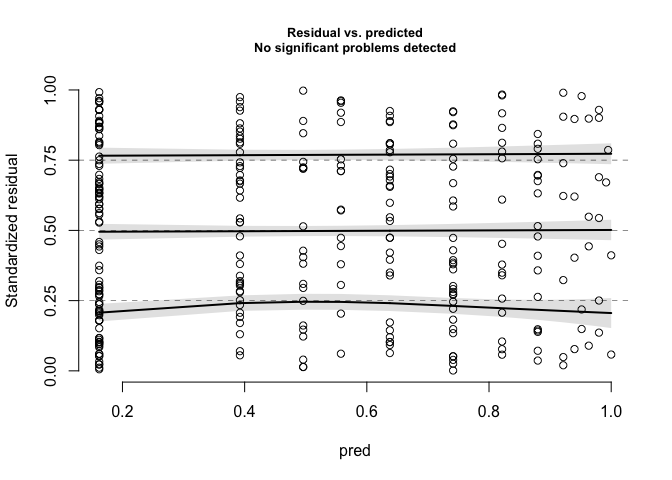 Residual vs. predicted
No significant problems detected
Standardized residual
1.00
0.75
0.50
0.25
0.00
0.2
0.4
0.6
0.8
1.0
pred